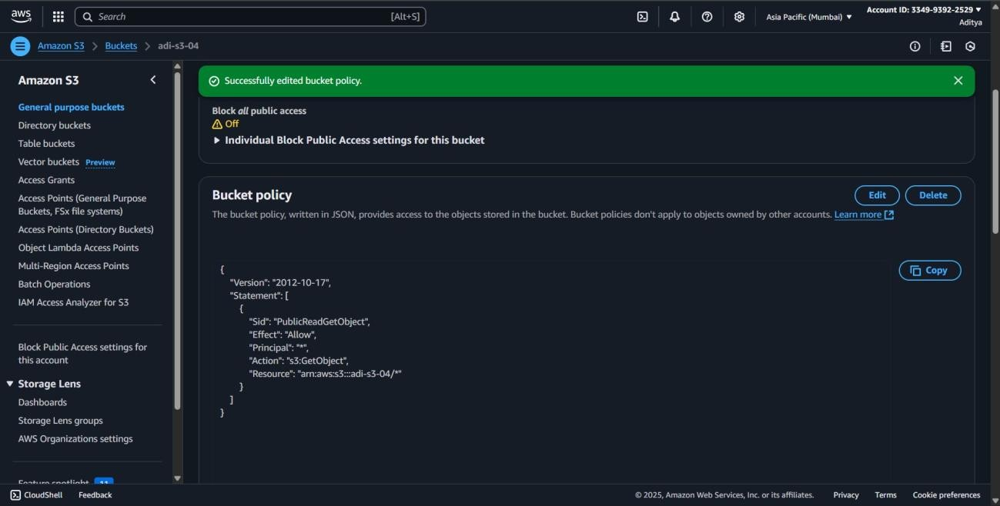 aws
Search [Alt+S]
Asia Pacific (Mumbai) ▼
Account ID: 3349-9392-2529 ▼
Aditya
Amazon S3 > Buckets > adi-s3-04
Amazon S3
General purpose buckets
Directory buckets
Table buckets
Vector buckets Preview
Access Grants
Access Points (General Purpose
Buckets, FSx file systems)
Access Points (Directory Buckets)
Object Lambda Access Points
Multi-Region Access Points
Batch Operations
IAM Access Analyzer for S3
Block Public Access settings for
this account
Storage Lens
Dashboards
Storage Lens groups
AWS Organizations settings
Feature spotlight 11
Successfully edited bucket policy.
Block all public access
Off
Individual Block Public Access settings for this bucket
Bucket policy
Edit
Delete
The bucket policy, written in JSON, provides access to the objects stored in the bucket. Bucket policies don't apply to objects owned by other accounts. Learn more
Copy
{
"Version": "2012-10-17",
"Statement": [
{
"Sid": "PublicReadGetObject",
"Effect": "Allow",
"Principal": "*",
"Action": "s3:GetObject",
"Resource": "arn:aws:s3:::adi-s3-04/*"
}
]
}
CloudShell Feedback
© 2025, Amazon Web Services, Inc. or its affiliates. Privacy Terms Cookie preferences